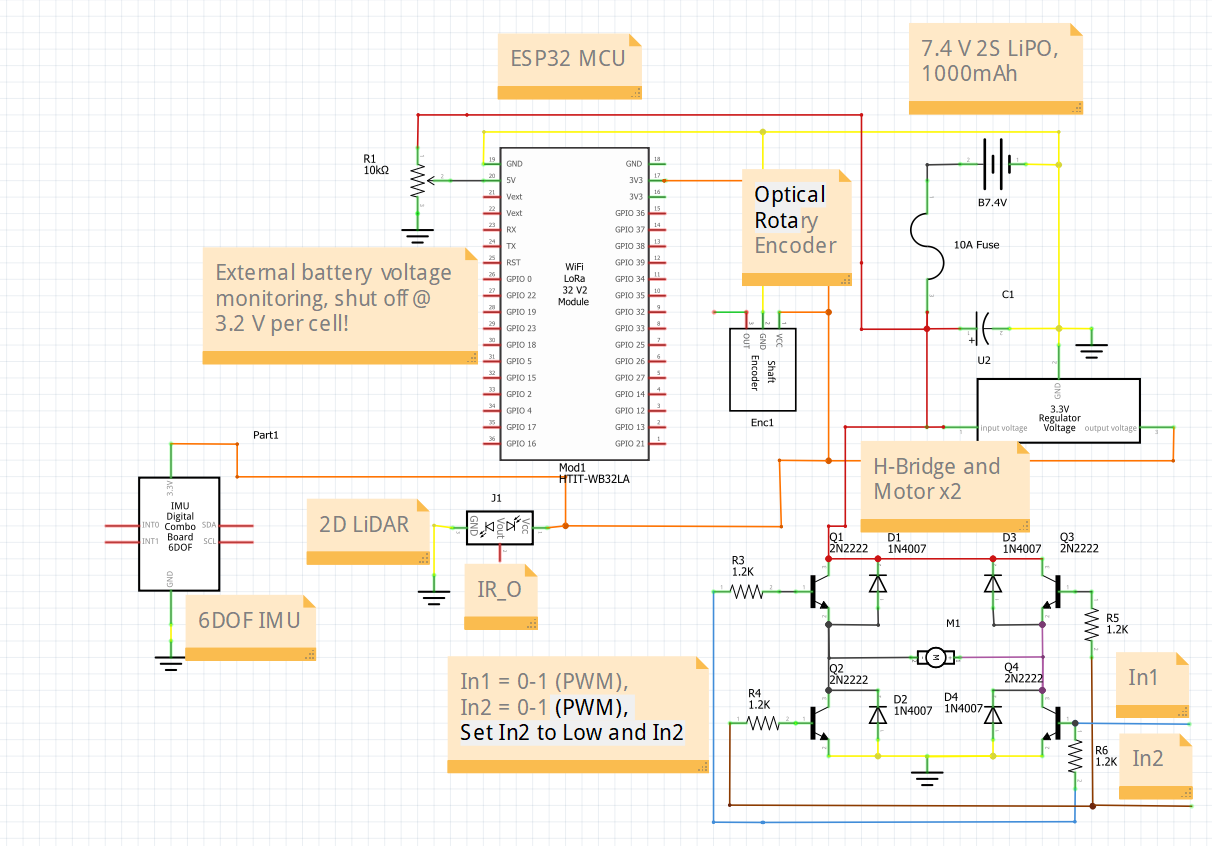 ESP32 MCU
7.4 V 2S LiPO,
1000mAh
R1
10kΩ
19 GND
20 5V
21 Vext
22 Vext
23 RX
24 TX
25 RST
26 GPIO 0
27 GPIO 22
28 GPIO 19
29 GPIO 23
30 GPIO 18
31 GPIO 5
32 GPIO 15
33 GPIO 2
34 GPIO 4
35 GPIO 17
36 GPIO 16
WiFi
LoRa
32 V2
Module
GND 18
3V3 17
3V3 16
GPIO 36 15
GPIO 37 14
GPIO 38 13
GPIO 39 12
GPIO 34 11
GPIO 35 10
GPIO 32 9
GPIO 33 8
GPIO 25 7
GPIO 26 6
GPIO 27 5
GPIO 14 4
GPIO 12 3
GPIO 13 2
GPIO 21 1
Mod1
HTIT-WB32LA
Optical
Rotary
Encoder
B7.4V
10A Fuse
C1
U2
External battery voltage
monitoring, shut off @
3.2 V per cell!
OUT
GND
VCC
Shaft
Encoder
Enc1
GND
3.3V
Regulator
Voltage
input voltage
output voltage
H-Bridge and
Motor x2
Part1
3.3V
IMU
Digital
Combo
Board
6DOF
INT0
INT1
SDA
SCL
GND
6DOF IMU
2D LiDAR
J1
GND
Vout
Vcc
IR_O
In1 = 0-1 (PWM),
In2 = 0-1 (PWM),
Set In2 to Low and In2
Q1
2N2222
D1
1N4007
D3
1N4007
Q3
2N2222
R3
1.2K
R5
1.2K
M1
M
Q2
2N2222
Q4
2N2222
R4
1.2K
D2
1N4007
D4
1N4007
R6
1.2K
In1
In2